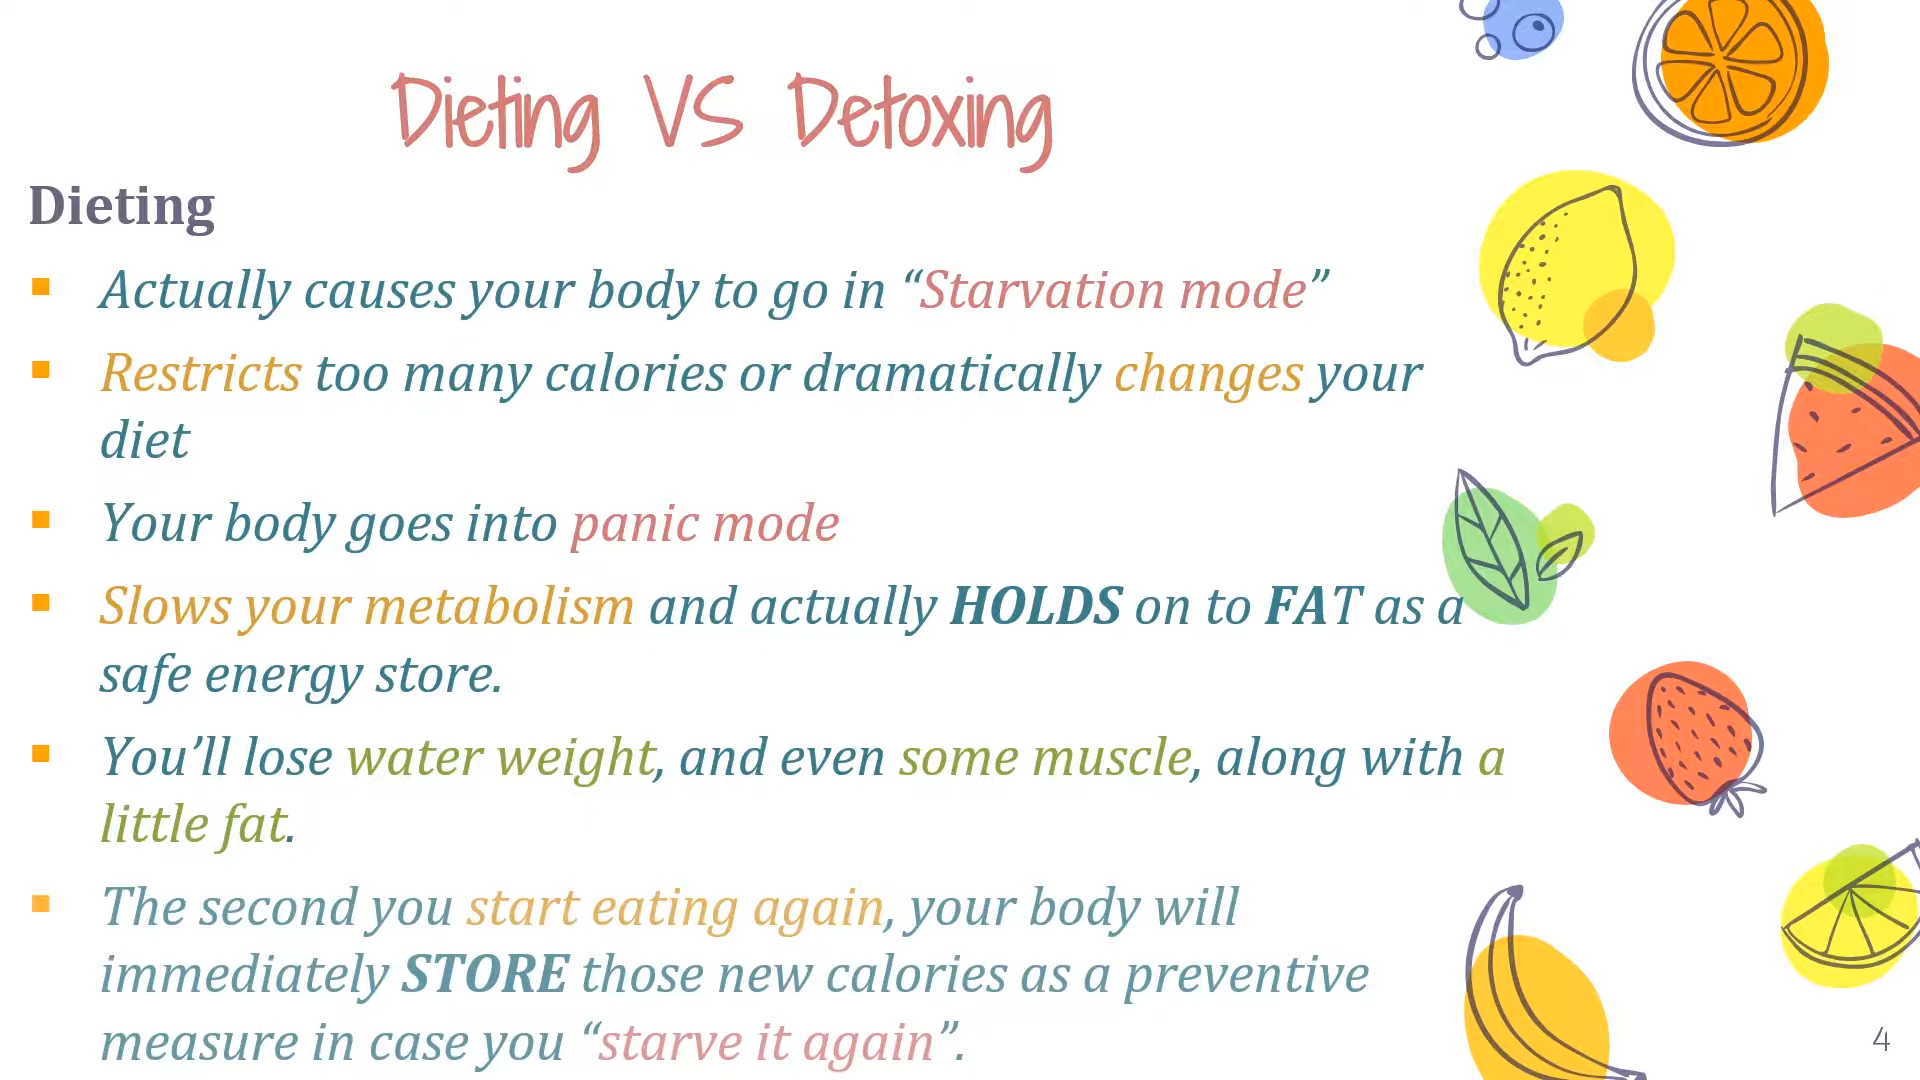 Dieting VS Detoxing
Dieting
▪ Actually causes your body to go in “Starvation mode”
▪ Restricts too many calories or dramatically changes your
diet
▪ Your body goes into panic mode
▪ Slows your metabolism and actually HOLDS on to FAT as a
safe energy store.
▪ You’ll lose water weight, and even some muscle, along with a
little fat.
▪ The second you start eating again, your body will
immediately STORE those new calories as a preventive
measure in case you “starve it again”.
4